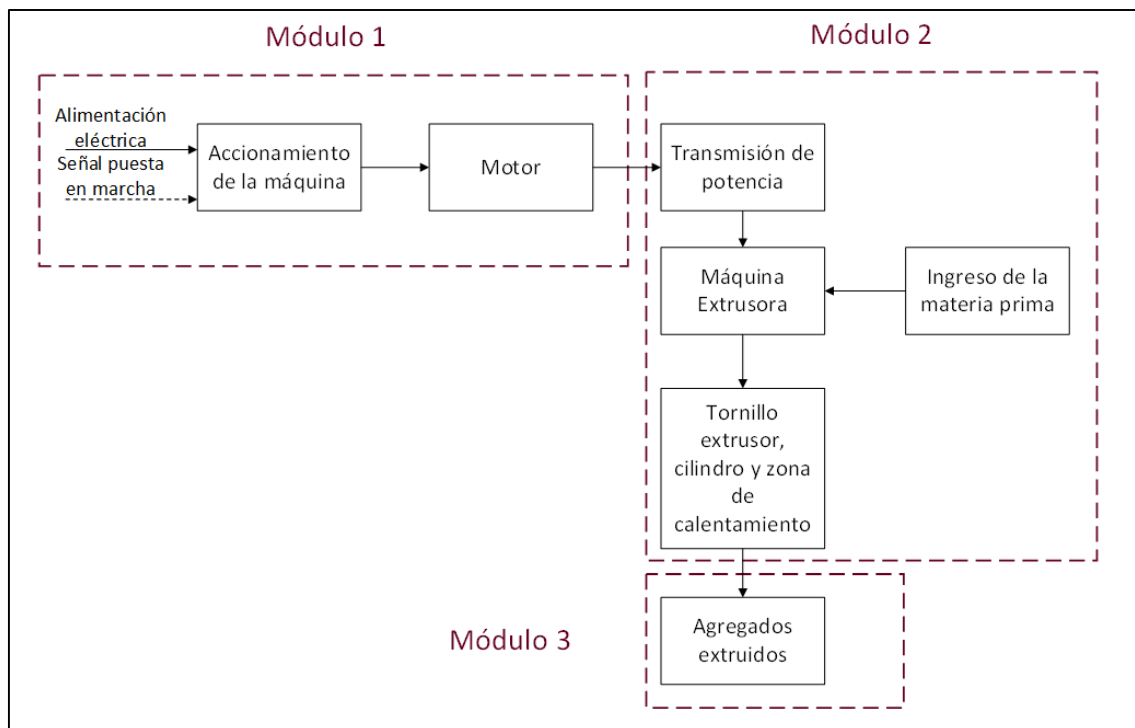 Módulo 1
Módulo 2
Alimentación
eléctrica
Señal puesta
en marcha
Accionamiento
de la máquina
Motor
Transmisión de
potencia
Máquina
Extrusora
Ingreso de la
materia prima
Tornillo
extrusor,
cilindro y zona
de
calentamiento
Módulo 3
Agregados
extruidos